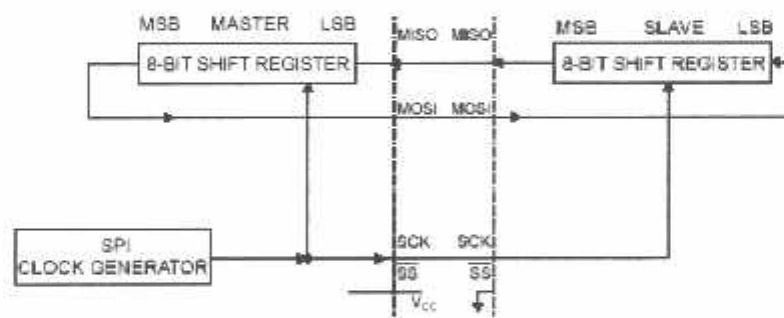 MSB MASTER LSB
8-BIT SHIFT REGISTER
MISO MISO
MSB SLAVE LSB
8-BIT SHIFT REGISTER
MOSI MOSI
SPI
CLOCK GENERATOR
SCK SCK
SS SS
VCC